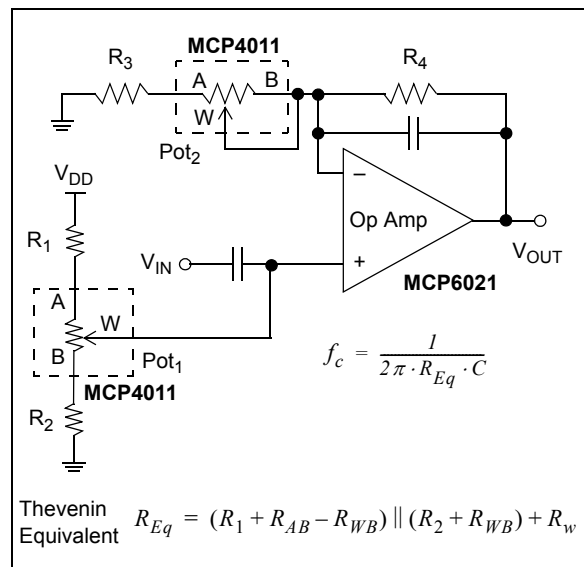 MCP4011
R3
A
B
W
Pot2
R4
VDD
R1
−
Op Amp
+
VIN
VOUT
MCP6021
A
W
B
Pot1
MCP4011
R2
fc = 1 / (2π · REq · C)
Thevenin
Equivalent
REq = (R1 + RAB − RWB) || (R2 + RWB) + Rw